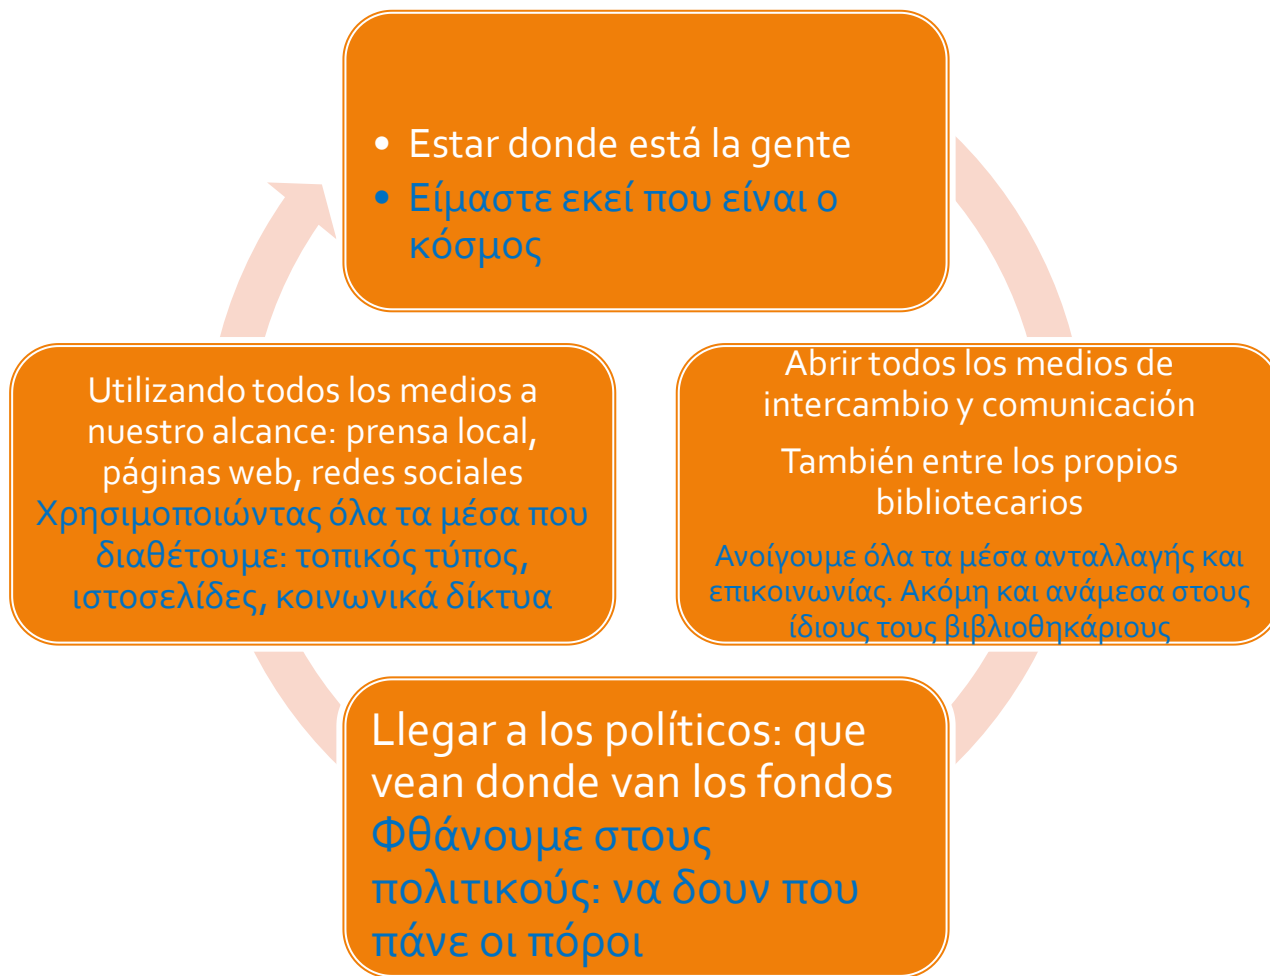 • Estar donde está la gente
• Είμαστε εκεί που είναι ο
κόσμος
Abrir todos los medios de
intercambio y comunicación
También entre los propios
bibliotecarios
Ανοίγουμε όλα τα μέσα ανταλλαγής και
επικοινωνίας. Ακόμη και ανάμεσα στους
ίδιους τους βιβλιοθηκάριους
Llegar a los políticos: que
vean donde van los fondos
Φθάνουμε στους
πολιτικούς: να δουν που
πάνε οι πόροι
Utilizando todos los medios a
nuestro alcance: prensa local,
páginas web, redes sociales
Χρησιμοποιώντας όλα τα μέσα που
διαθέτουμε: τοπικός τύπος,
ιστοσελίδες, κοινωνικά δίκτυα